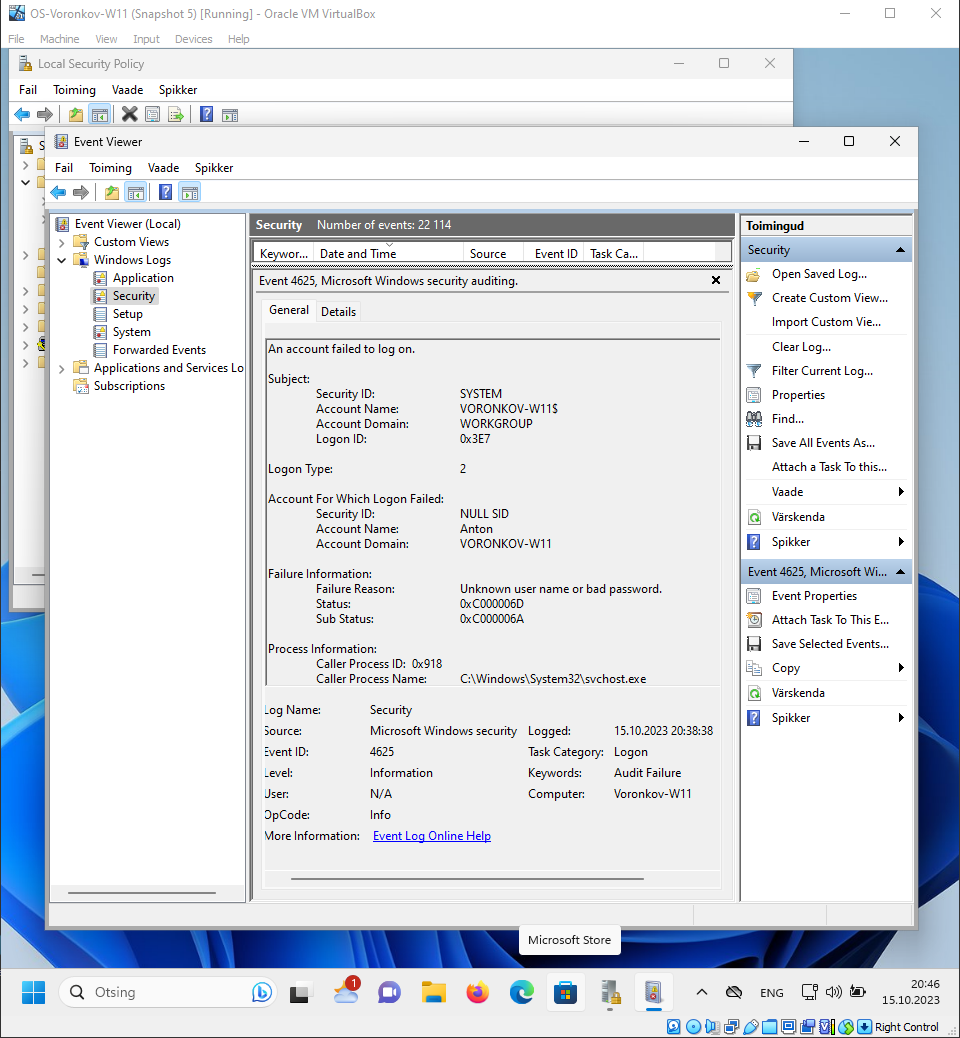 OS-Voronkov-W11 (Snapshot 5) [Running] - Oracle VM VirtualBox
File Machine View Input Devices Help
Local Security Policy
Fail Toiming Vaade Spikker
Event Viewer
Fail Toiming Vaade Spikker
Event Viewer (Local)
Custom Views
Windows Logs
Application
Security
Setup
System
Forwarded Events
Applications and Services Lo
Subscriptions
Security Number of events: 22 114
Keywor... Date and Time Source Event ID Task Ca...
Event 4625, Microsoft Windows security auditing.
General Details
An account failed to log on.
Subject:
Security ID: SYSTEM
Account Name: VORONKOV-W11$
Account Domain: WORKGROUP
Logon ID: 0x3E7
Logon Type: 2
Account For Which Logon Failed:
Security ID: NULL SID
Account Name: Anton
Account Domain: VORONKOV-W11
Failure Information:
Failure Reason: Unknown user name or bad password.
Status: 0xC000006D
Sub Status: 0xC000006A
Process Information:
Caller Process ID: 0x918
Caller Process Name: C:\Windows\System32\svchost.exe
Log Name: Security
Source: Microsoft Windows security Logged: 15.10.2023 20:38:38
Event ID: 4625 Task Category: Logon
Level: Information Keywords: Audit Failure
User: N/A Computer: Voronkov-W11
OpCode: Info
More Information: Event Log Online Help
Toimingud
Security
Open Saved Log...
Create Custom View...
Import Custom Vie...
Clear Log...
Filter Current Log...
Properties
Find...
Save All Events As...
Attach a Task To this...
Vaade
Värskenda
Spikker
Event 4625, Microsoft Wi...
Event Properties
Attach Task To This E...
Save Selected Events...
Copy
Värskenda
Spikker
Microsoft Store
Otsing
1
ENG
20:46
15.10.2023
Right Control